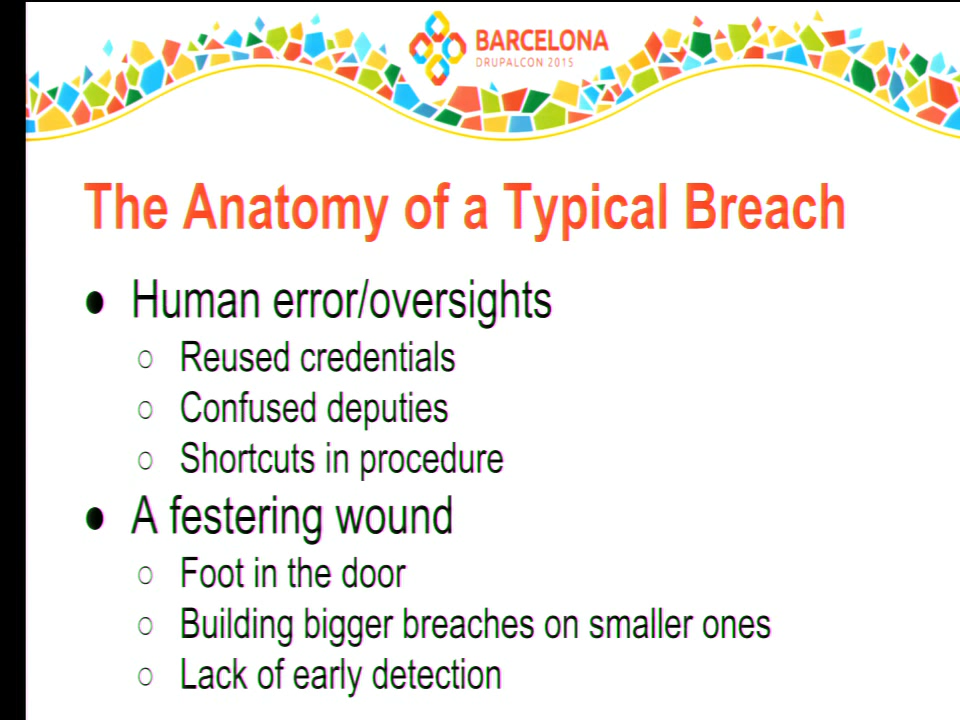 BARCELONA
DRUPALCON 2015
The Anatomy of a Typical Breach
● Human error/oversights
○ Reused credentials
○ Confused deputies
○ Shortcuts in procedure
● A festering wound
○ Foot in the door
○ Building bigger breaches on smaller ones
○ Lack of early detection